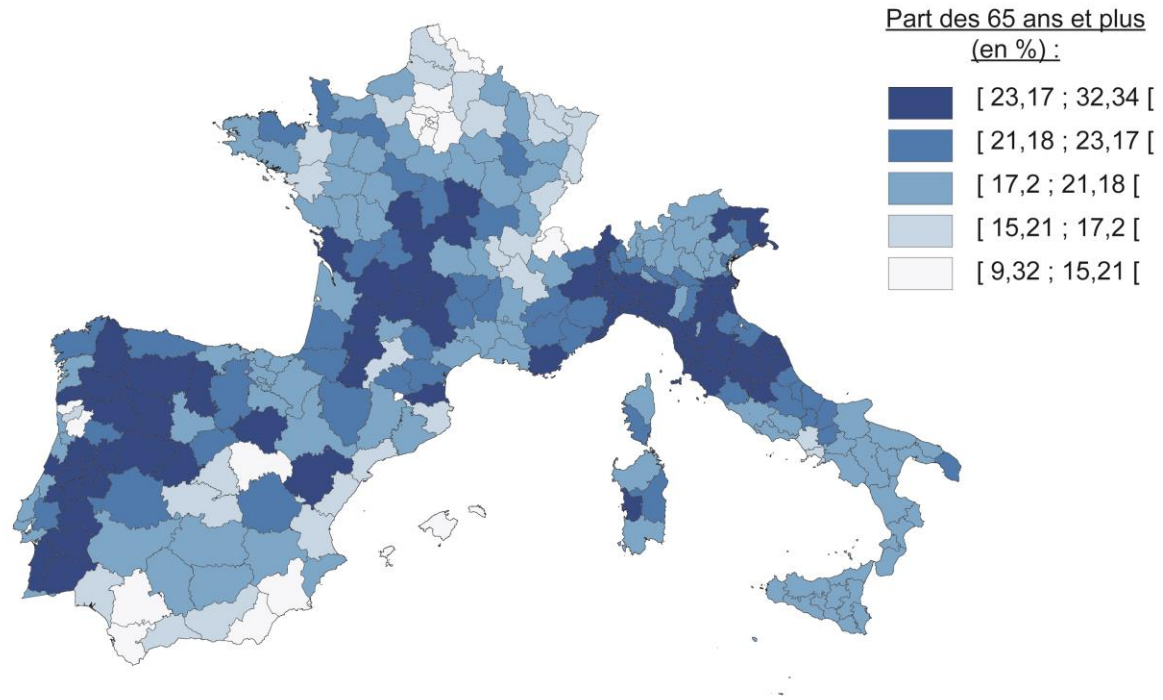 Part des 65 ans et plus
(en %) :
[ 23,17 ; 32,34 [
[ 21,18 ; 23,17 [
[ 17,2 ; 21,18 [
[ 15,21 ; 17,2 [
[ 9,32 ; 15,21 [